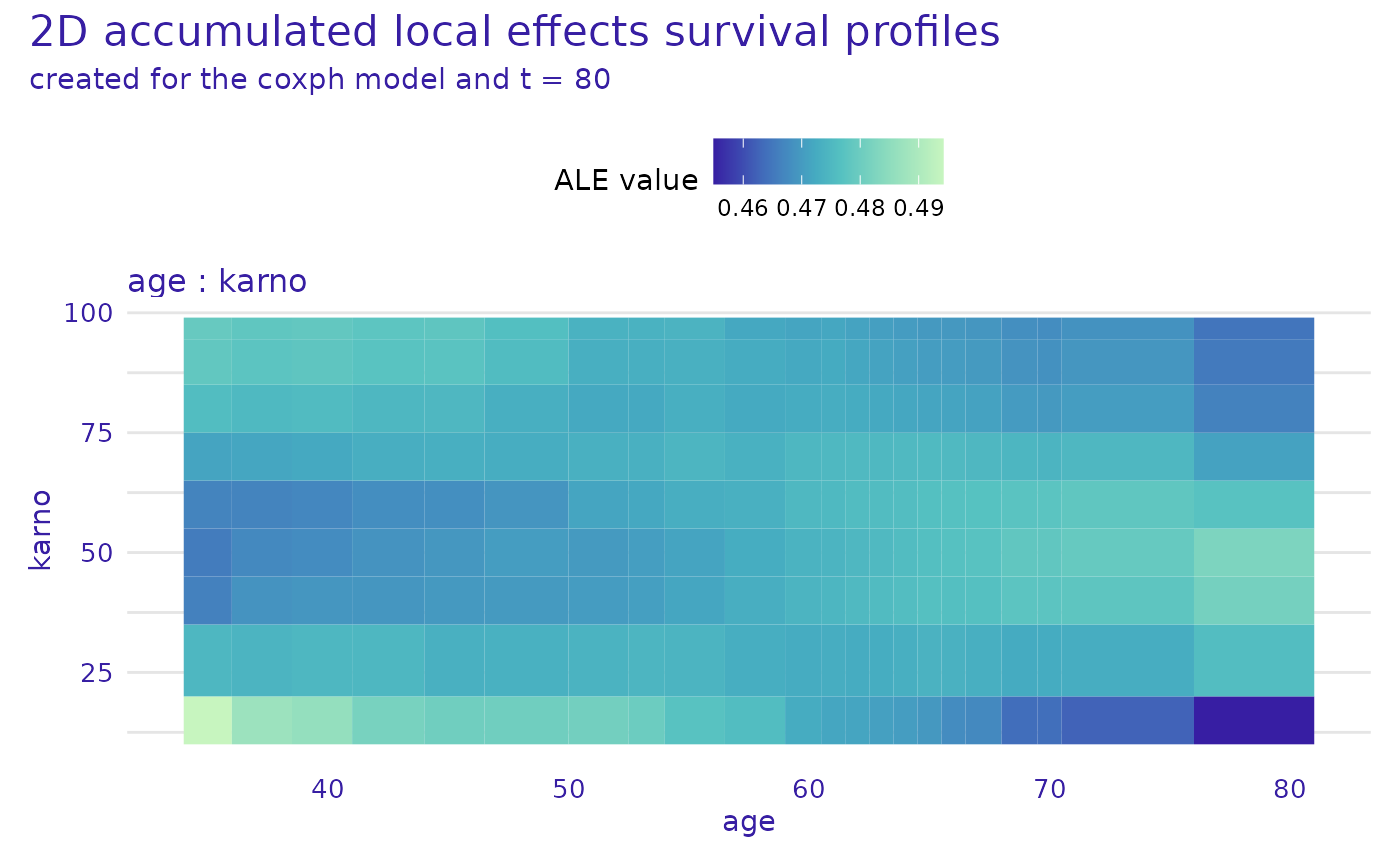 2D accumulated local effects survival profiles
created for the coxph model and t = 80
ALE value
0.46 0.47 0.48 0.49
age : karno
100
75
50
25
karno
40 50 60 70 80
age